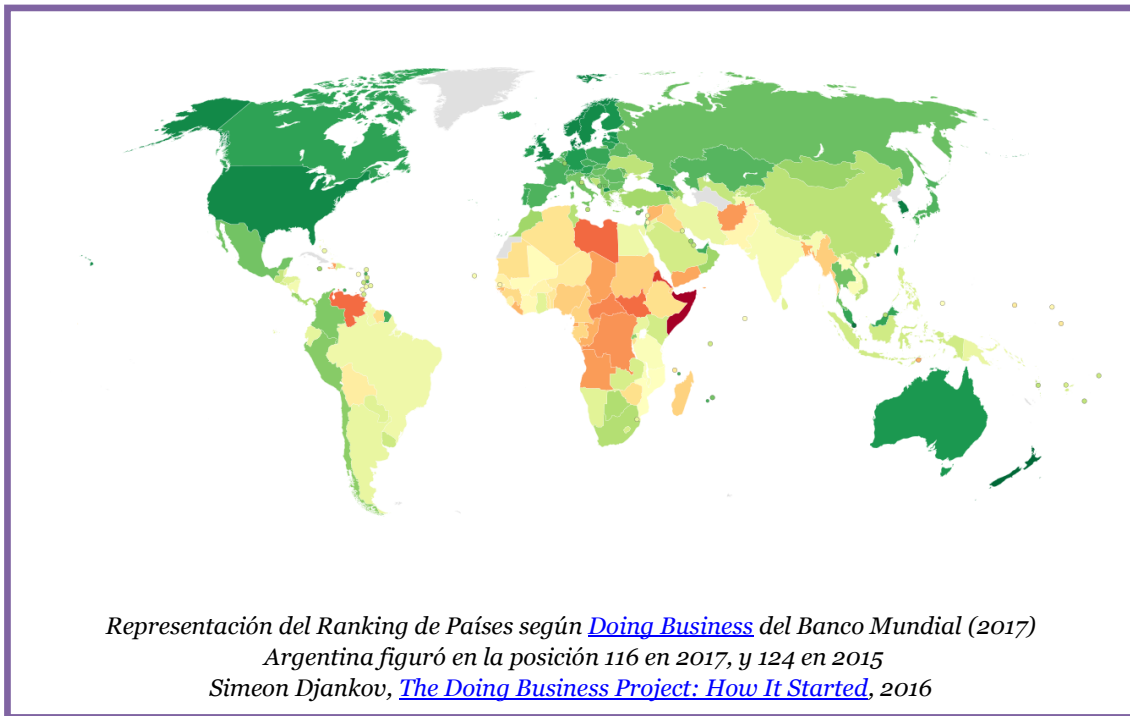 Representación del Ranking de Países según Doing Business del Banco Mundial (2017)
Argentina figuró en la posición 116 en 2017, y 124 en 2015
Simeon Djankov, The Doing Business Project: How It Started, 2016